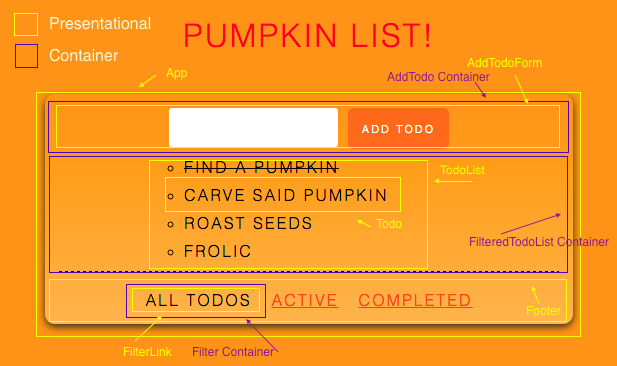 Presentational
PUMPKIN LIST!
Container
AddTodoForm
App
AddTodo Container
ADD TODO
FIND A PUMPKIN
TodoList
CARVE SAID PUMPKIN
ROAST SEEDS
Todo
FilteredTodoList Container
FROLIC
ALL TODOS ACTIVE COMPLETED
Footer
FilterLink
Filter Container